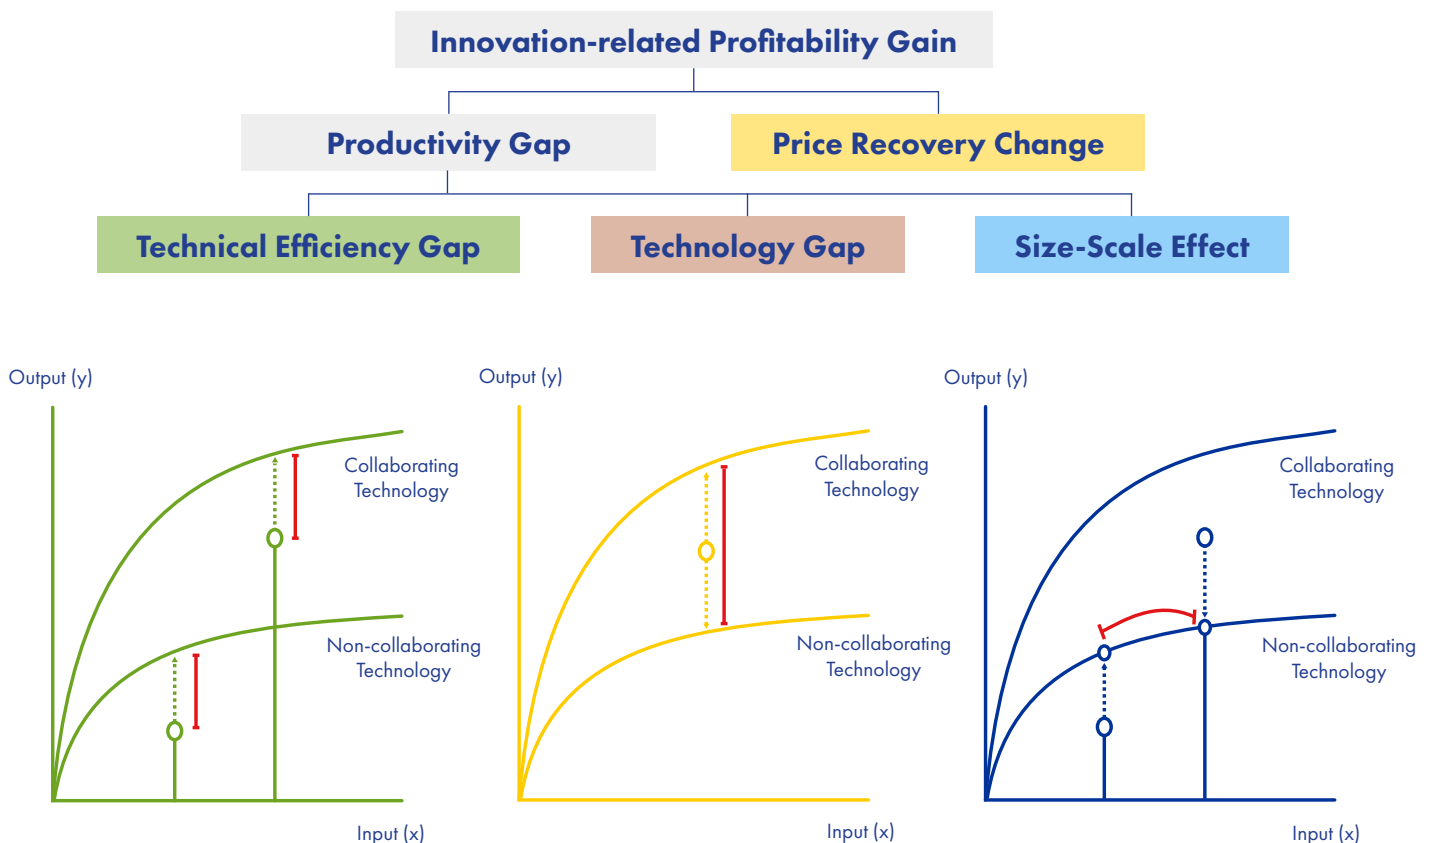 Innovation-related Profitability Gain
Productivity Gap
Price Recovery Change
Technical Efficiency Gap
Technology Gap
Size-Scale Effect
Output (y)
Collaborating
Technology
Non-collaborating
Technology
Input (x)
Output (y)
Collaborating
Technology
Non-collaborating
Technology
Input (x)
Output (y)
Collaborating
Technology
Non-collaborating
Technology
Input (x)